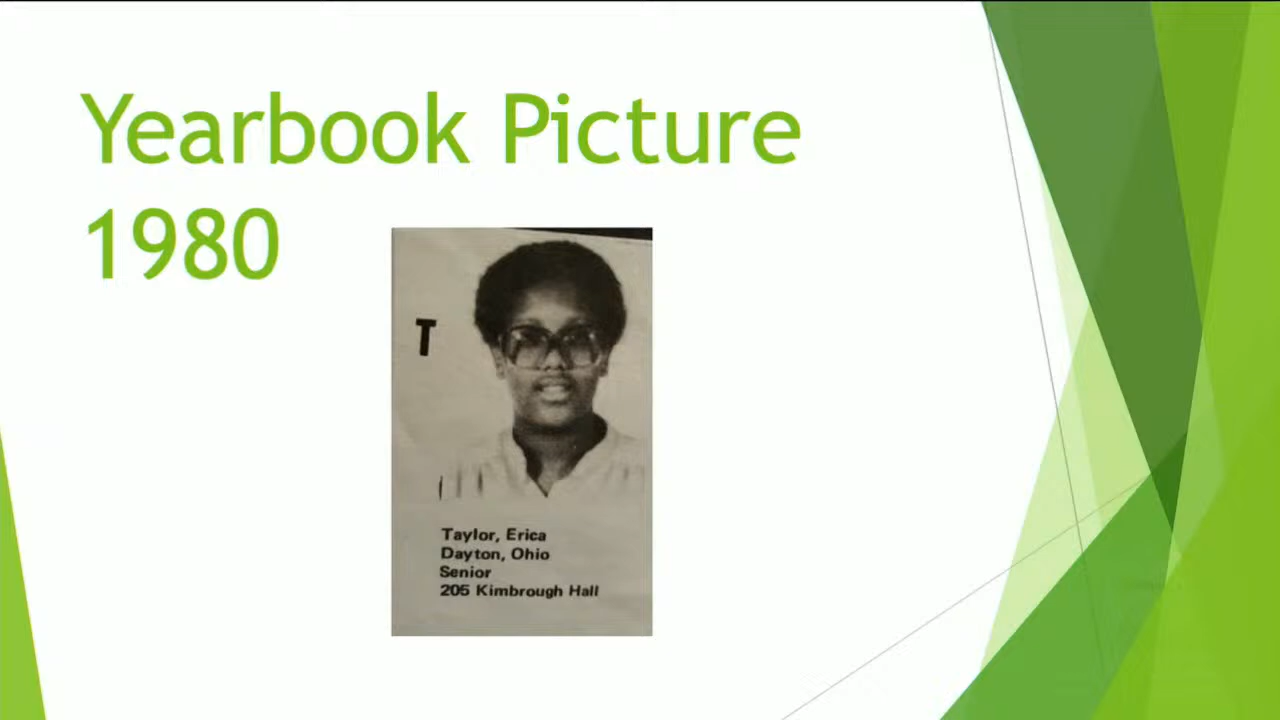 Yearbook Picture
1980
T
Taylor, Erica
Dayton, Ohio
Senior
205 Kimbrough Hall